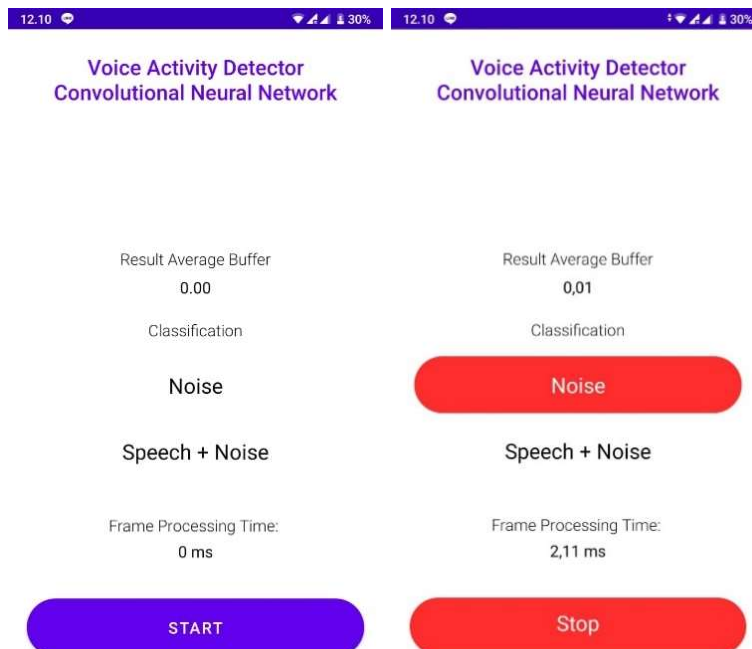 12.10
30%
Voice Activity Detector
Convolutional Neural Network
Result Average Buffer
0.00
Classification
Noise
Speech + Noise
Frame Processing Time:
0 ms
START
12.10
30%
Voice Activity Detector
Convolutional Neural Network
Result Average Buffer
0,01
Classification
Noise
Speech + Noise
Frame Processing Time:
2,11 ms
Stop